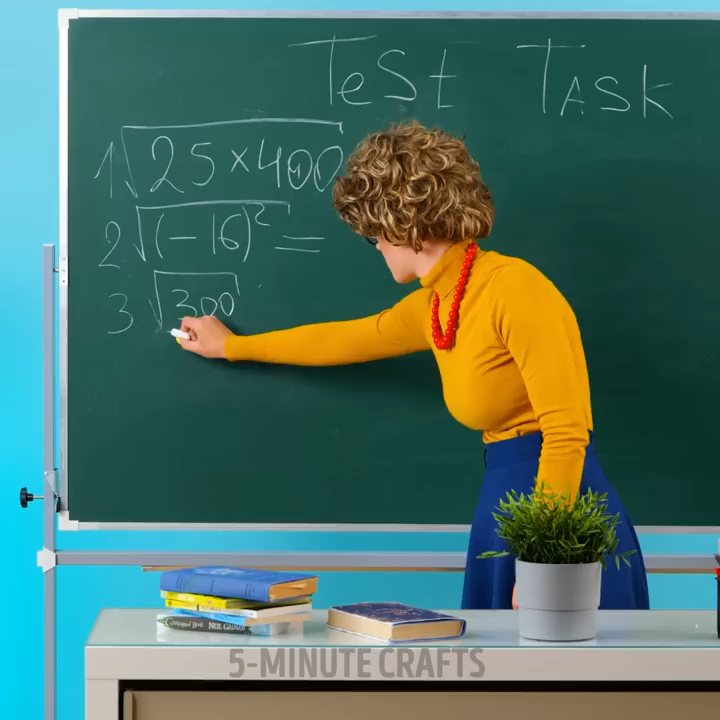 TeSt TASk
1 √25×400
2 √(-16)² =
3 √300
5-MINUTE CRAFTS